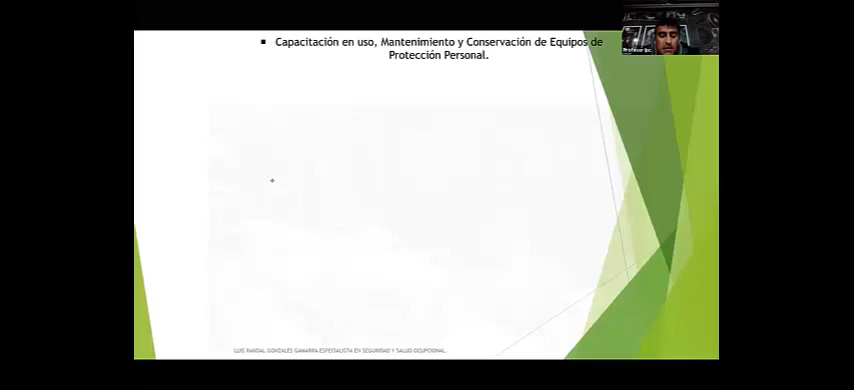 ▪ Capacitación en uso, Mantenimiento y Conservación de Equipos de
Protección Personal.
LUIS RANDAL GONZALES GAMARRA ESPECIALISTA EN SEGURIDAD Y SALUD OCUPACIONAL.